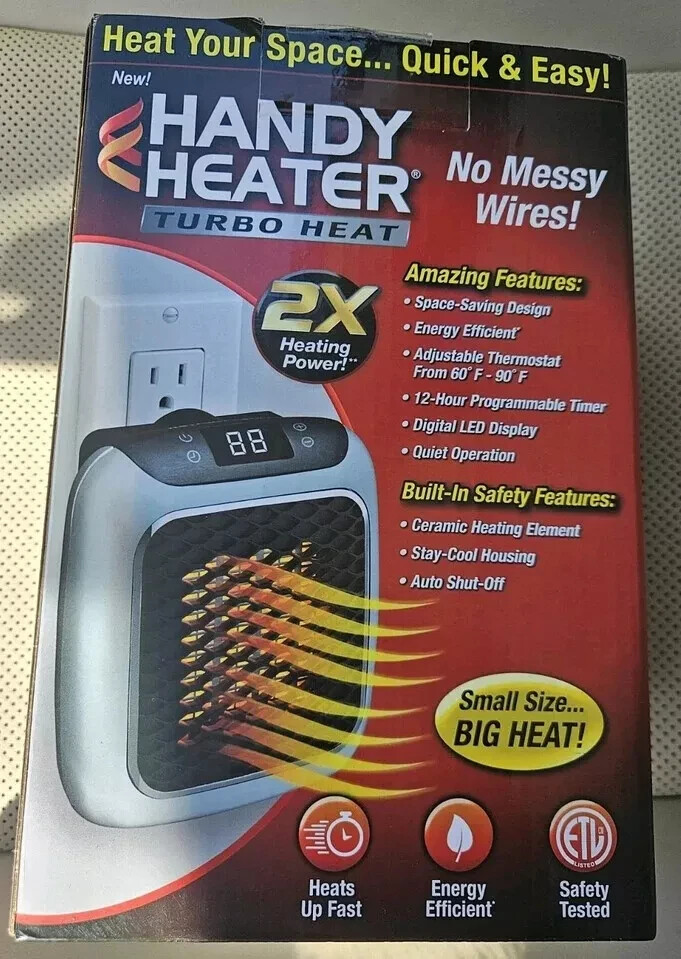 Heat Your Space... Quick & Easy!
New!
HANDY
HEATER®
TURBO HEAT
No Messy
Wires!
2X
Heating
Power!**
Amazing Features:
• Space-Saving Design
• Energy Efficient*
• Adjustable Thermostat
From 60° F - 90° F
• 12-Hour Programmable Timer
• Digital LED Display
• Quiet Operation
88
Built-In Safety Features:
• Ceramic Heating Element
• Stay-Cool Housing
• Auto Shut-Off
Small Size...
BIG HEAT!
Heats
Up Fast
Energy
Efficient*
ETL
LISTED
Safety
Tested